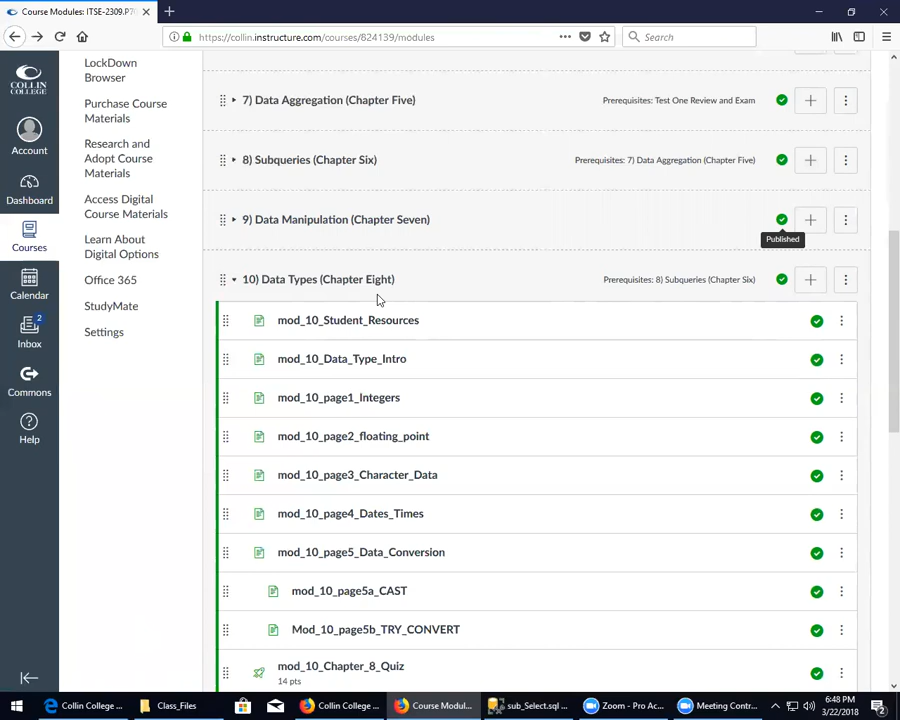 Course Modules: ITSE-2309.P70
https://collin.instructure.com/courses/824139/modules
Search
COLLIN
COLLEGE
Account
Dashboard
Courses
Calendar
2
Inbox
Commons
Help
LockDown
Browser
Purchase Course
Materials
Research and
Adopt Course
Materials
Access Digital
Course Materials
Learn About
Digital Options
Office 365
StudyMate
Settings
7) Data Aggregation (Chapter Five)
Prerequisites: Test One Review and Exam
8) Subqueries (Chapter Six)
Prerequisites: 7) Data Aggregation (Chapter Five)
9) Data Manipulation (Chapter Seven)
Published
10) Data Types (Chapter Eight)
Prerequisites: 8) Subqueries (Chapter Six)
mod_10_Student_Resources
mod_10_Data_Type_Intro
mod_10_page1_Integers
mod_10_page2_floating_point
mod_10_page3_Character_Data
mod_10_page4_Dates_Times
mod_10_page5_Data_Conversion
mod_10_page5a_CAST
Mod_10_page5b_TRY_CONVERT
mod_10_Chapter_8_Quiz
14 pts
Collin College Ent...
Class_Files
Collin College ...
Course Modul...
sub_Select.sql ...
Zoom - Pro Ac...
Meeting Contr...
6:48 PM
3/22/2018
2